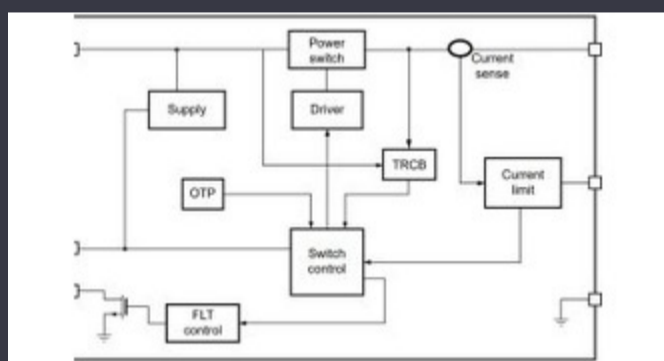 Power
switch
Current
sense
Supply
Driver
TRCB
OTP
Current
limit
Switch
control
FLT
control